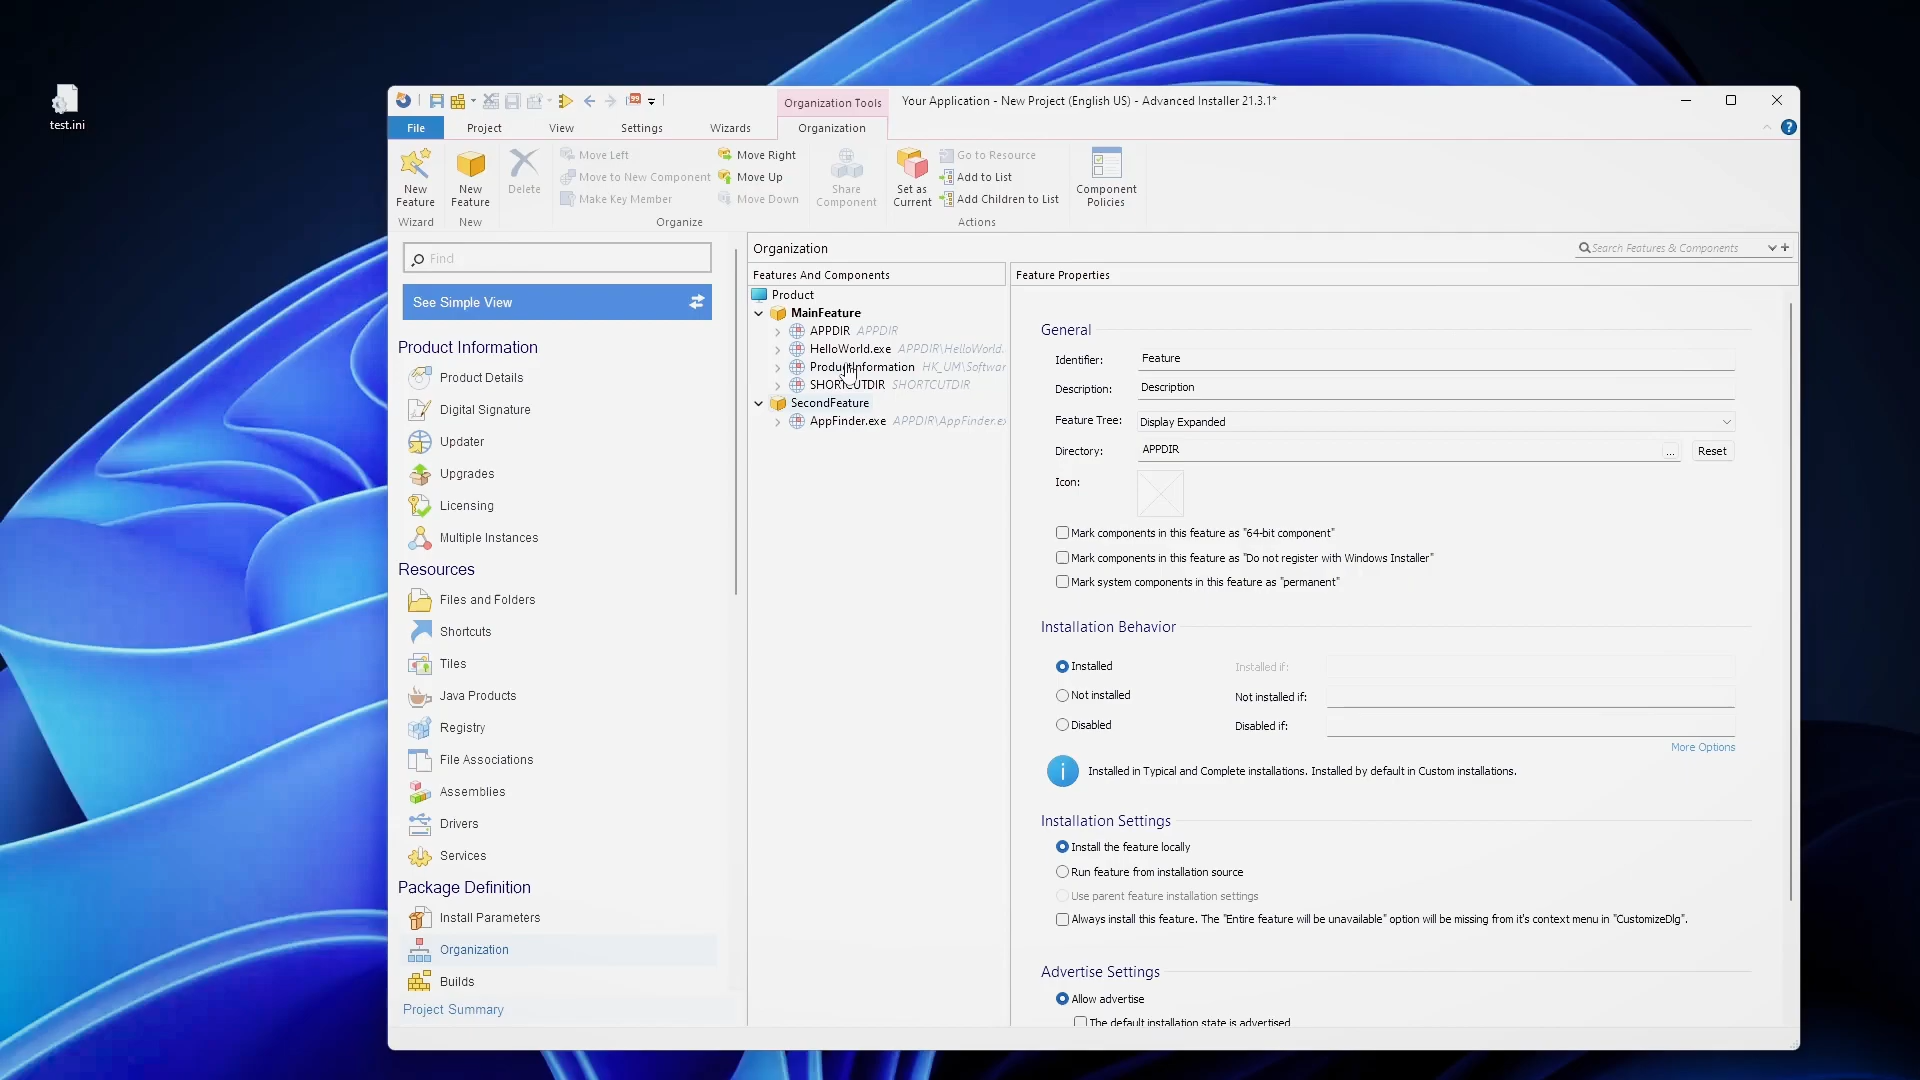 test.ini
99
Organization Tools
Your Application - New Project (English US) - Advanced Installer 21.3.1*
File
Project
View
Settings
Wizards
Organization
?
New Feature
Wizard
New Feature
New
Delete
Move Left
Move to New Component
Make Key Member
Move Right
Move Up
Move Down
Organize
Share Component
Set as Current
Go to Resource
Add to List
Add Children to List
Actions
Component Policies
Find
See Simple View
Product Information
Product Details
Digital Signature
Updater
Upgrades
Licensing
Multiple Instances
Resources
Files and Folders
Shortcuts
Tiles
Java Products
Registry
File Associations
Assemblies
Drivers
Services
Package Definition
Install Parameters
Organization
Builds
Project Summary
Organization
Search Features & Components
Features And Components
Product
MainFeature
APPDIR APPDIR
HelloWorld.exe APPDIR\HelloWorld.
ProductInformation HK_UM\Softwar
SHORTCUTDIR SHORTCUTDIR
SecondFeature
AppFinder.exe APPDIR\AppFinder.ex
Feature Properties
General
Identifier: Feature
Description: Description
Feature Tree: Display Expanded
Directory: APPDIR ... Reset
Icon:
Mark components in this feature as "64-bit component"
Mark components in this feature as "Do not register with Windows Installer"
Mark system components in this feature as "permanent"
Installation Behavior
Installed Installed if:
Not installed Not installed if:
Disabled Disabled if:
More Options
Installed in Typical and Complete installations. Installed by default in Custom installations.
Installation Settings
Install the feature locally
Run feature from installation source
Use parent feature installation settings
Always install this feature. The "Entire feature will be unavailable" option will be missing from it's context menu in "CustomizeDlg".
Advertise Settings
Allow advertise
The default installation state is advertised